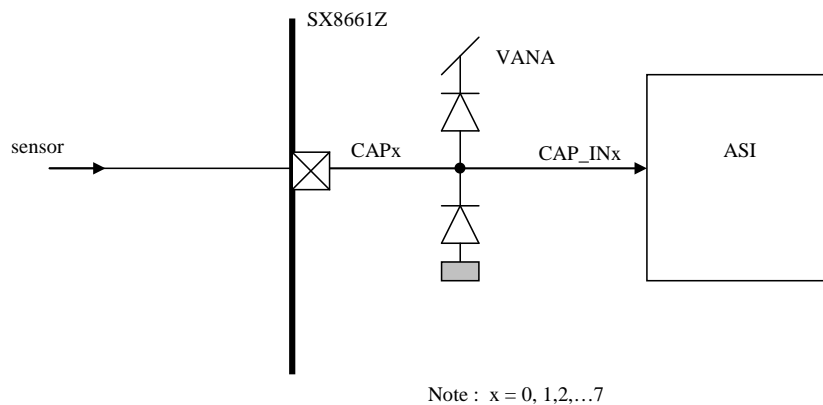 SX8661Z
VANA
sensor
CAPx
CAP_INx
ASI
Note : x = 0, 1,2,…7